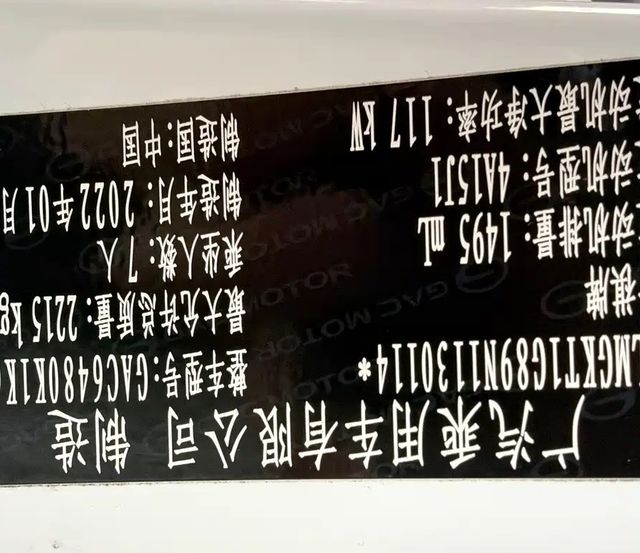 广汽乘用车有限公司 制造
LMGKT1G89N1130114* 整车型号:GAC6480K1K
祺牌 最大允许总质量:2215kg
动机排量:1495 mL 乘坐人数:7人
动机型号:4A15J1 制造年月:2022年01月
动机最大净功率:117 kW 制造国:中国